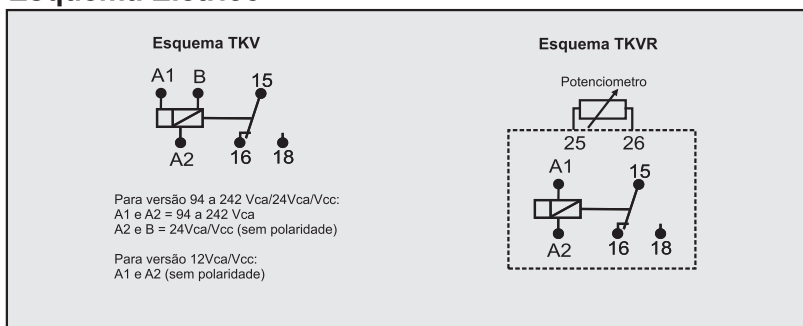 Esquema TKV
A1 B 15
A2 16 18
Para versão 94 a 242 Vca/24Vca/Vcc:
A1 e A2 = 94 a 242 Vca
A2 e B = 24Vca/Vcc (sem polaridade)
Para versão 12Vca/Vcc:
A1 e A2 (sem polaridade)
Esquema TKVR
Potenciometro
25 26
A1 15
A2 16 18